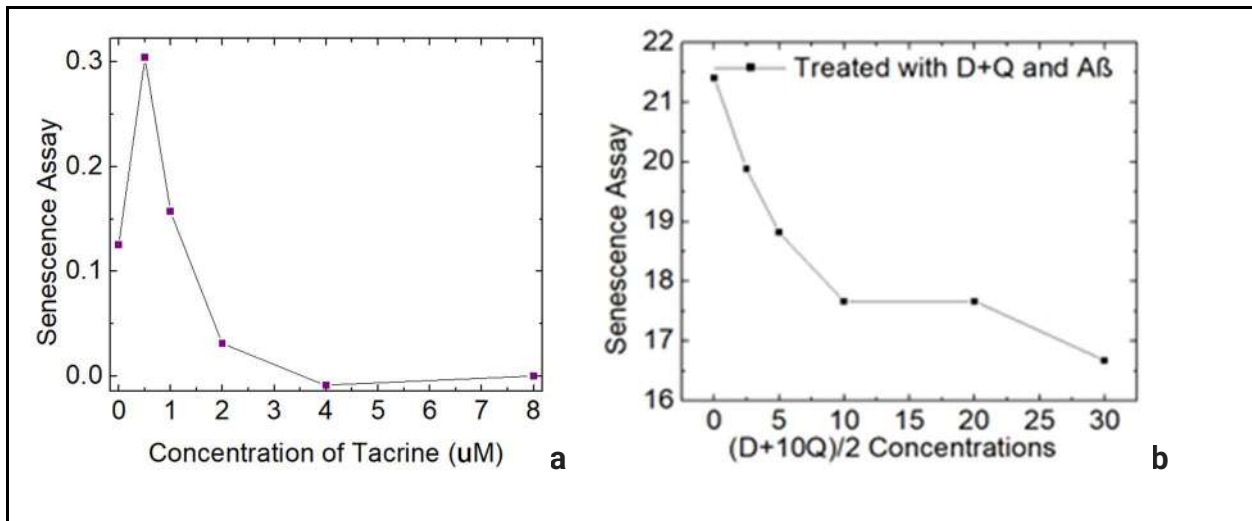 0.3
0.2
0.1
0.0
Senescence Assay
0 1 2 3 4 5 6 7 8
Concentration of Tacrine (uM)
a
22
21
20
19
18
17
16
Senescence Assay
Treated with D+Q and Aß
0 5 10 15 20 25 30
(D+10Q)/2 Concentrations
b